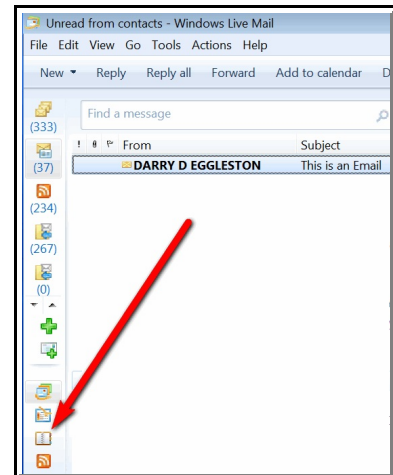 Unread from contacts - Windows Live Mail
File Edit View Go Tools Actions Help
New Reply Reply all Forward Add to calendar D
Find a message
(333)
! From Subject
(37) DARRY D EGGLESTON This is an Email
(234)
(267)
(0)